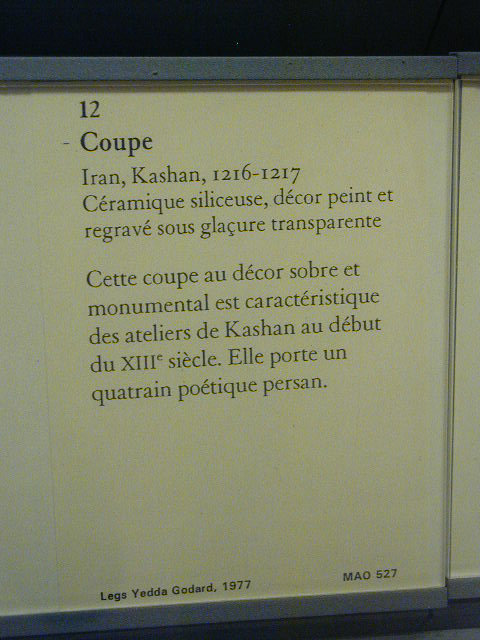 12
- Coupe
Iran, Kashan, 1216-1217
Céramique siliceuse, décor peint et
regravé sous glaçure transparente
Cette coupe au décor sobre et
monumental est caractéristique
des ateliers de Kashan au début
du XIIIe siècle. Elle porte un
quatrain poétique persan.
Legs Yedda Godard, 1977
MAO 527